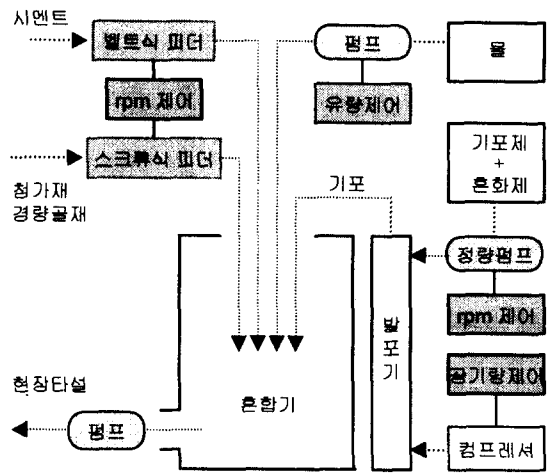 시멘트
벨트식 피더
펌프
물
rpm 제어
유량제어
스크류식 피더
기포제
+
혼화제
첨가재
경량골재
기포
정량펌프
rpm 제어
발포기
공기량제어
현장타설
혼합기
펌프
컴프레셔